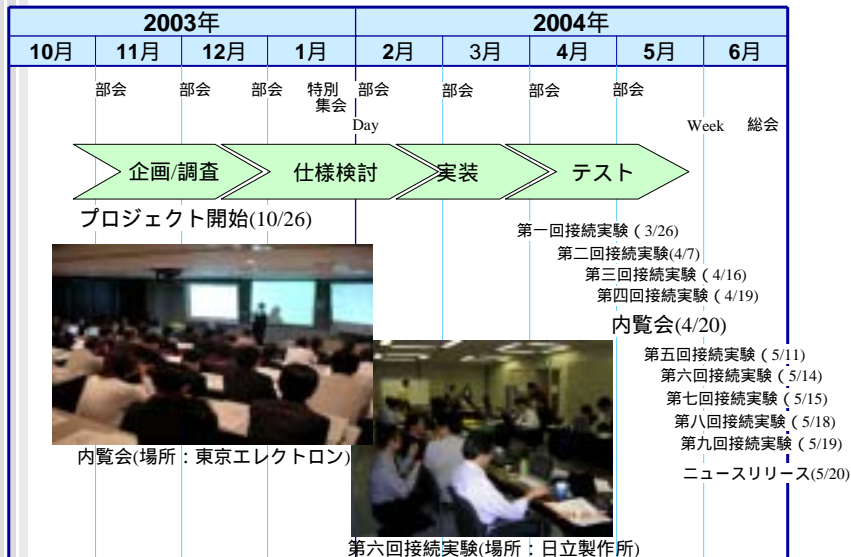 2003年 2004年
10月 11月 12月 1月 2月 3月 4月 5月 6月
部会 部会 部会 特別 部会 部会 部会 部会
集会
Day Week 総会
企画/調査 仕様検討 実装 テスト
プロジェクト開始(10/26)
第一回接続実験(3/26)
第二回接続実験(4/7)
第三回接続実験(4/16)
第四回接続実験(4/19)
内覧会(4/20)
第五回接続実験(5/11)
第六回接続実験(5/14)
第七回接続実験(5/15)
第八回接続実験(5/18)
第九回接続実験(5/19)
内覧会(場所:東京エレクトロン)
ニュースリリース(5/20)
第六回接続実験(場所:日立製作所)